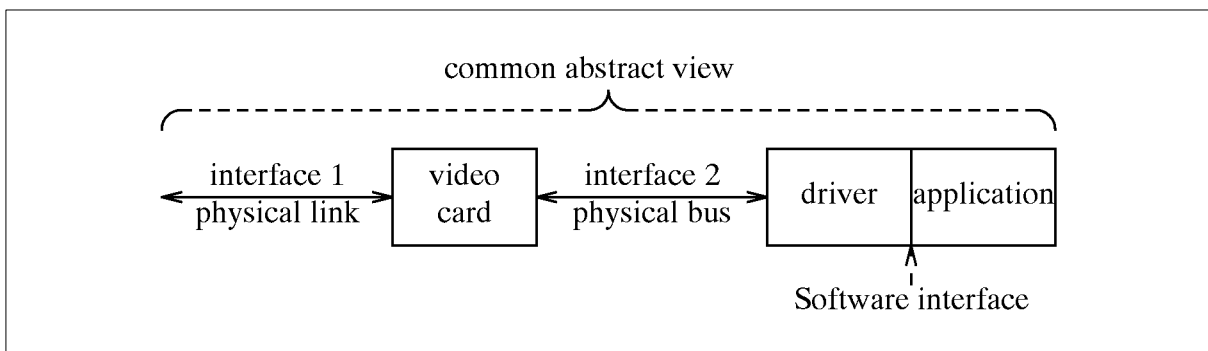 common abstract view
interface 1
physical link
video
card
interface 2
physical bus
driver
application
Software interface